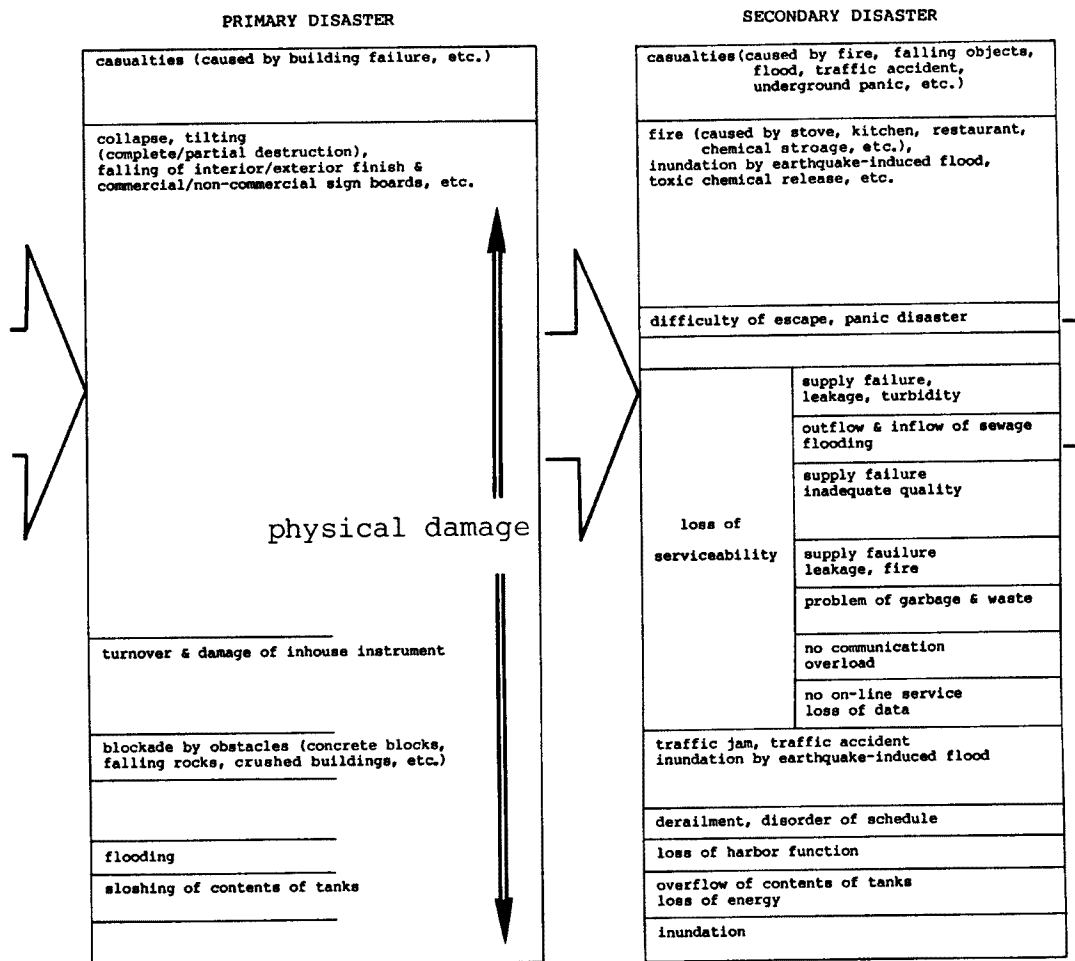 PRIMARY DISASTER
casualties (caused by building failure, etc.)
collapse, tilting
(complete/partial destruction),
falling of interior/exterior finish &
commercial/non-commercial sign boards, etc.
physical damage
turnover & damage of inhouse instrument
blockade by obstacles (concrete blocks,
falling rocks, crushed buildings, etc.)
flooding
sloshing of contents of tanks
SECONDARY DISASTER
casualties(caused by fire, falling objects,
flood, traffic accident,
underground panic, etc.)
fire (caused by stove, kitchen, restaurant,
chemical stroage, etc.),
inundation by earthquake-induced flood,
toxic chemical release, etc.
difficulty of escape, panic disaster
loss of
serviceability
supply failure,
leakage, turbidity
outflow & inflow of sewage
flooding
supply failure
inadequate quality
supply fauilure
leakage, fire
problem of garbage & waste
no communication
overload
no on-line service
loss of data
traffic jam, traffic accident
inundation by earthquake-induced flood
derailment, disorder of schedule
loss of harbor function
overflow of contents of tanks
loss of energy
inundation